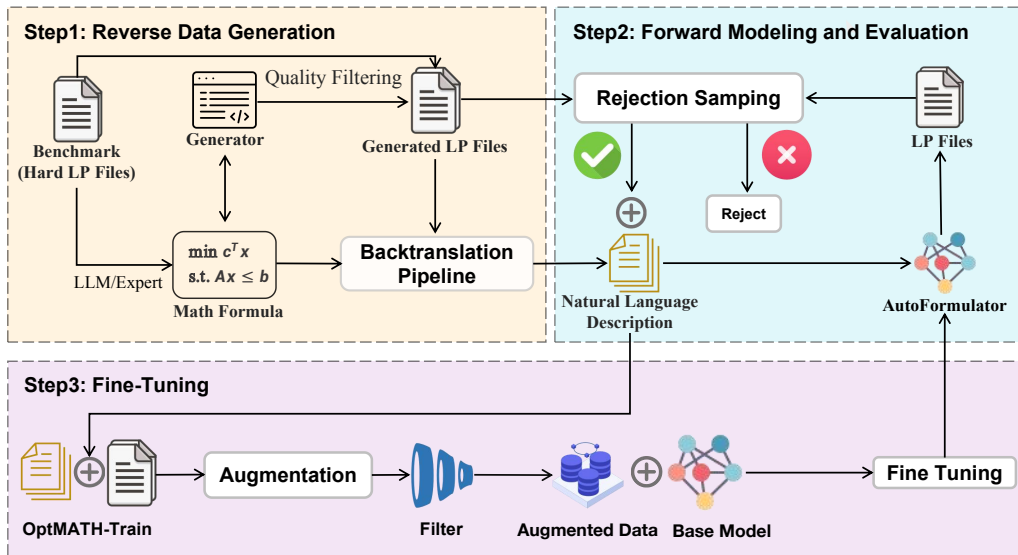 Step1: Reverse Data Generation
Benchmark
(Hard LP Files)
Generator
Quality Filtering
Generated LP Files
LLM/Expert
min cᵀx
s.t. Ax ≤ b
Math Formula
Backtranslation
Pipeline
Step2: Forward Modeling and Evaluation
Rejection Samping
LP Files
Reject
Natural Language
Description
AutoFormulator
Step3: Fine-Tuning
OptMATH-Train
Augmentation
Filter
Augmented Data
Base Model
Fine Tuning